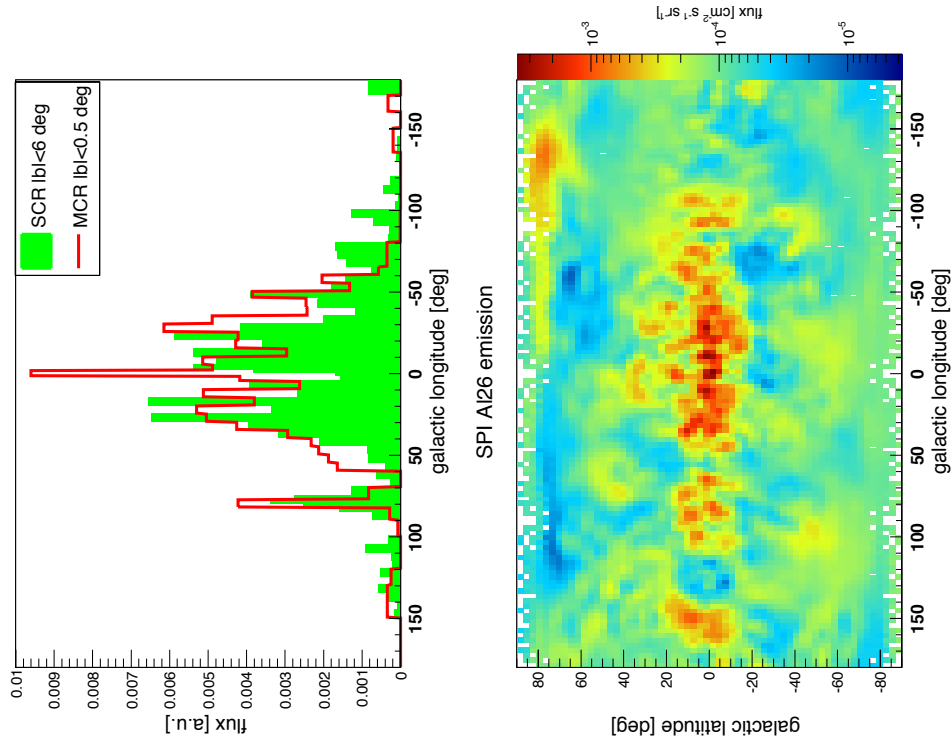 SCR |b|<6 deg
MCR |b|<0.5 deg
0.01
0.009
0.008
0.007
0.006
0.005
0.004
0.003
0.002
0.001
0
flux [a.u.]
150 100 50 0 -50 -100 -150
galactic longitude [deg]
SPI Al26 emission
80
60
40
20
0
-20
-40
-60
-80
galactic latitude [deg]
150 100 50 0 -50 -100 -150
galactic longitude [deg]
10⁻³
10⁻⁴
10⁻⁵
flux [cm⁻² s⁻¹ sr⁻¹]